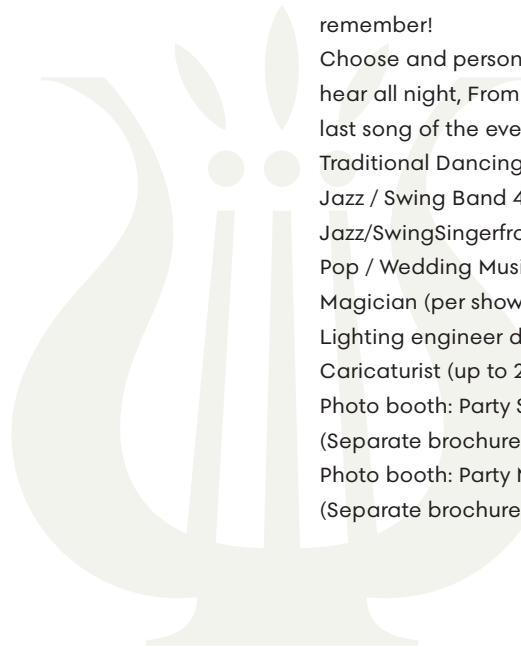 remember!
Choose and person
hear all night, From
last song of the eve
Traditional Dancing
Jazz / Swing Band 4
Jazz/SwingSingerfro
Pop / Wedding Musi
Magician (per show
Lighting engineer d
Caricaturist (up to 2
Photo booth: Party S
(Separate brochure
Photo booth: Party N
(Separate brochure